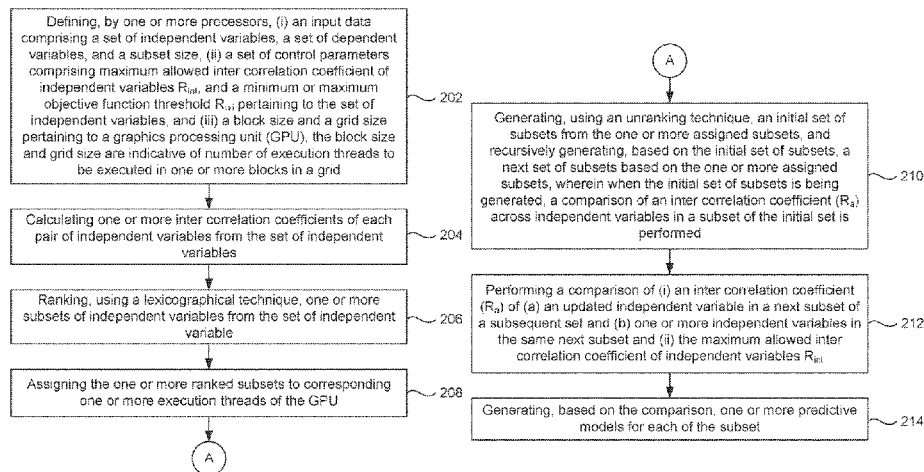 Defining, by one or more processors, (i) an input data
comprising a set of independent variables, a set of dependent
variables, and a subset size, (ii) a set of control parameters
comprising maximum allowed inter correlation coefficient of
independent variables Rint, and a minimum or maximum
objective function threshold Robj pertaining to the set of
independent variables, and (iii) a block size and a grid size
pertaining to a graphics processing unit (GPU), the block size
and grid size are indicative of number of execution threads to
be executed in one or more blocks in a grid
202
Calculating one or more inter correlation coefficients of each
pair of independent variables from the set of independent
variables
204
Ranking, using a lexicographical technique, one or more
subsets of independent variables from the set of independent
variable
206
Assigning the one or more ranked subsets to corresponding
one or more execution threads of the GPU
208
A
A
Generating, using an unranking technique, an initial set of
subsets from the one or more assigned subsets, and
recursively generating, based on the initial set of subsets, a
next set of subsets based on the one or more assigned
subsets, wherein when the initial set of subsets is being
generated, a comparison of an inter correlation coefficient (Ra)
across independent variables in a subset of the initial set is
performed
210
Performing a comparison of (i) an inter correlation coefficient
(Ra) of (a) an updated independent variable in a next subset of
a subsequent set and (b) one or more independent variables in
the same next subset and (ii) the maximum allowed inter
correlation coefficient of independent variables Rint
212
Generating, based on the comparison, one or more predictive
models for each of the subset
214